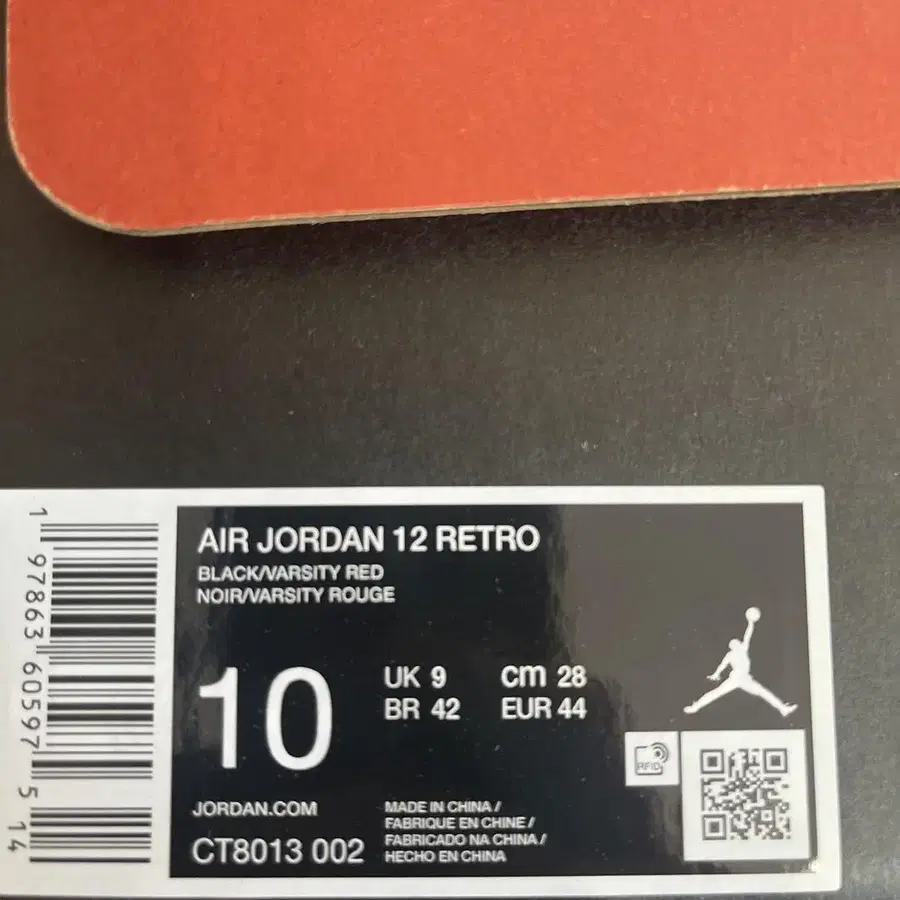 AIR JORDAN 12 RETRO
BLACK/VARSITY RED
NOIR/VARSITY ROUGE
10
UK 9
cm 28
BR 42
EUR 44
RFID
JORDAN.COM
CT8013 002
MADE IN CHINA /
FABRIQUE EN CHINE /
FABRICADO NA CHINA /
HECHO EN CHINA
1 97863 60597 5 14